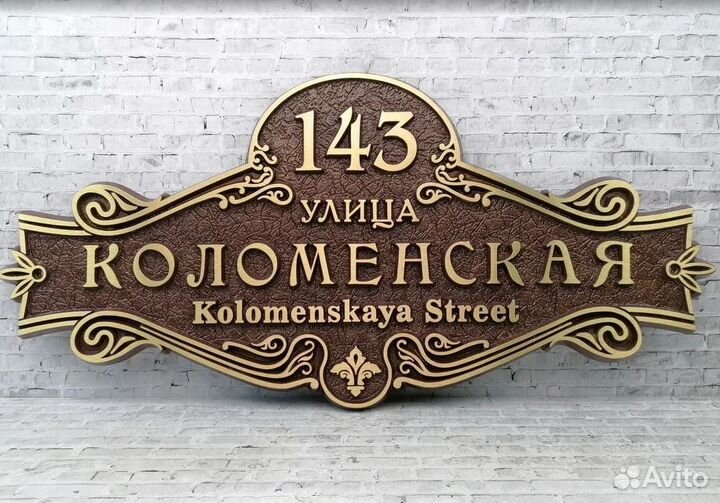 143
УЛИЦА
КОЛОМЕНСКАЯ
Kolomenskaya Street
Avito